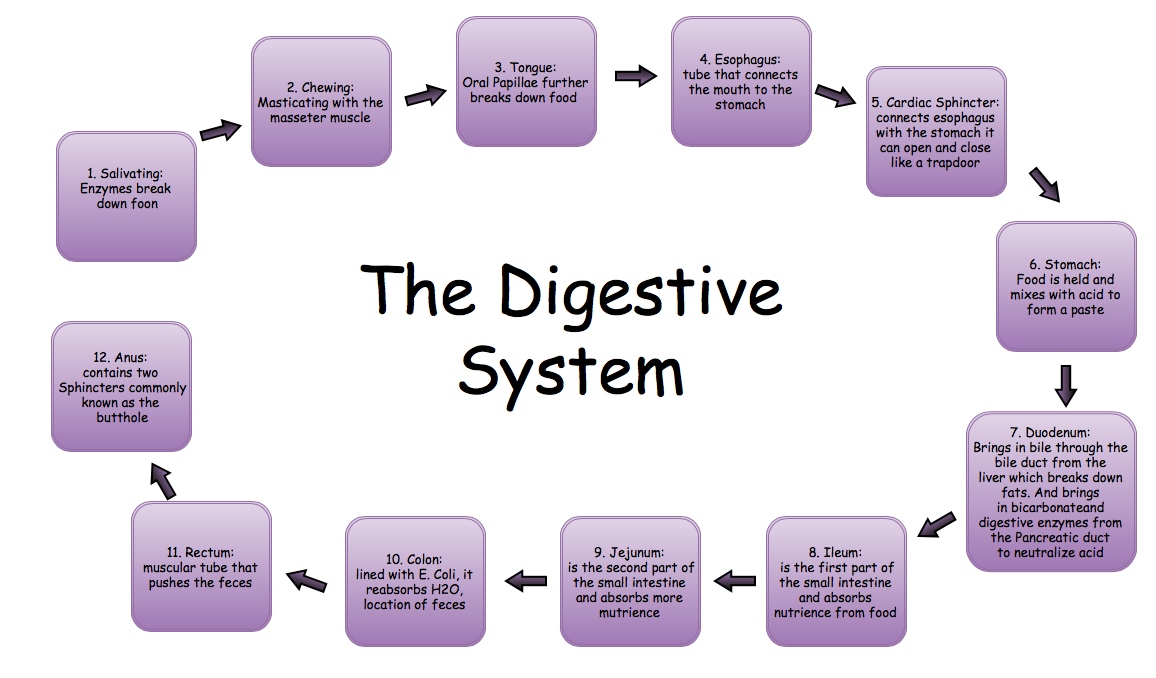 1. Salivating:
Enzymes break
down foon
2. Chewing:
Masticating with the
masseter muscle
3. Tongue:
Oral Papillae further
breaks down food
4. Esophagus:
tube that connects
the mouth to the
stomach
5. Cardiac Sphincter:
connects esophagus
with the stomach it
can open and close
like a trapdoor
6. Stomach:
Food is held and
mixes with acid to
form a paste
7. Duodenum:
Brings in bile through the
bile duct from the
liver which breaks down
fats. And brings
in bicarbonateand
digestive enzymes from
the Pancreatic duct
to neutralize acid
8. Ileum:
is the first part of
the small intestine
and absorbs
nutrience from food
9. Jejunum:
is the second part of
the small intestine
and absorbs more
mutrience
10. Colon:
lined with E. Coli, it
reabsorbs H2O,
location of feces
11. Rectum:
muscular tube that
pushes the feces
12. Anus:
contains two
Sphincters commonly
known as the
butthole
The Digestive
System